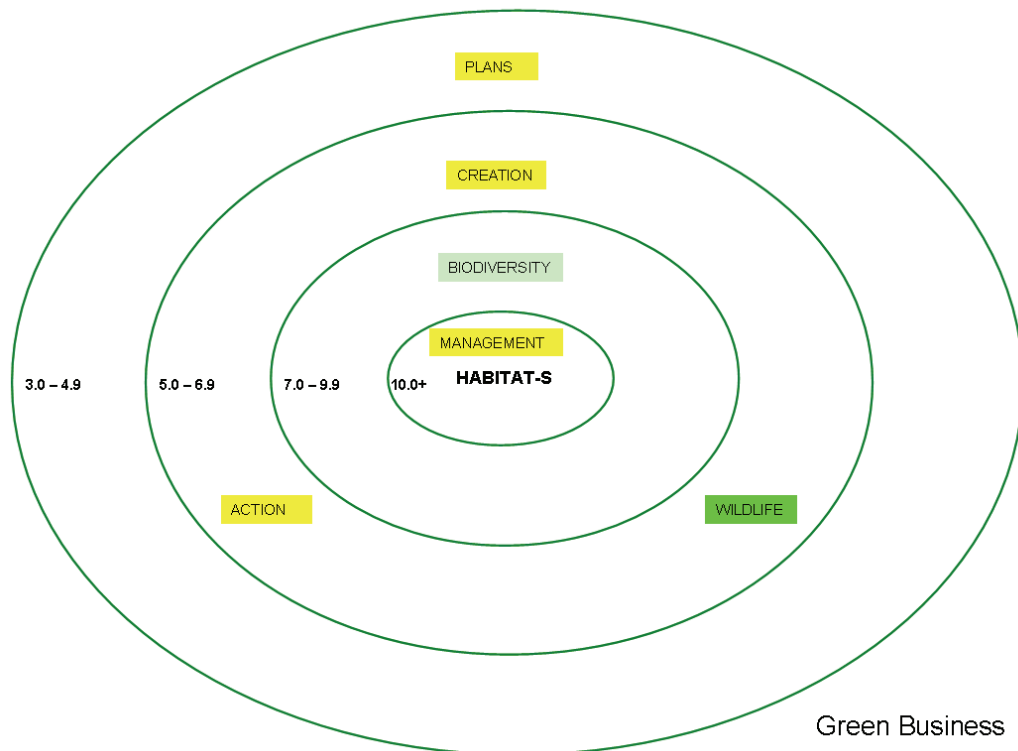 PLANS
CREATION
BIODIVERSITY
MANAGEMENT
HABITAT-S
3.0 – 4.9
5.0 – 6.9
7.0 – 9.9
10.0+
ACTION
WILDLIFE
Green Business